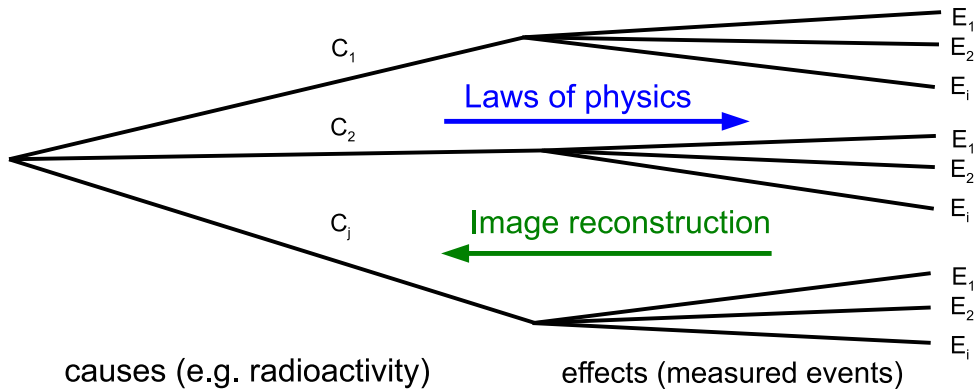 E₁
C₁
E₂
Eᵢ
Laws of physics
C₂
E₁
E₂
Eᵢ
Cⱼ
Image reconstruction
E₁
E₂
Eᵢ
causes (e.g. radioactivity)
effects (measured events)